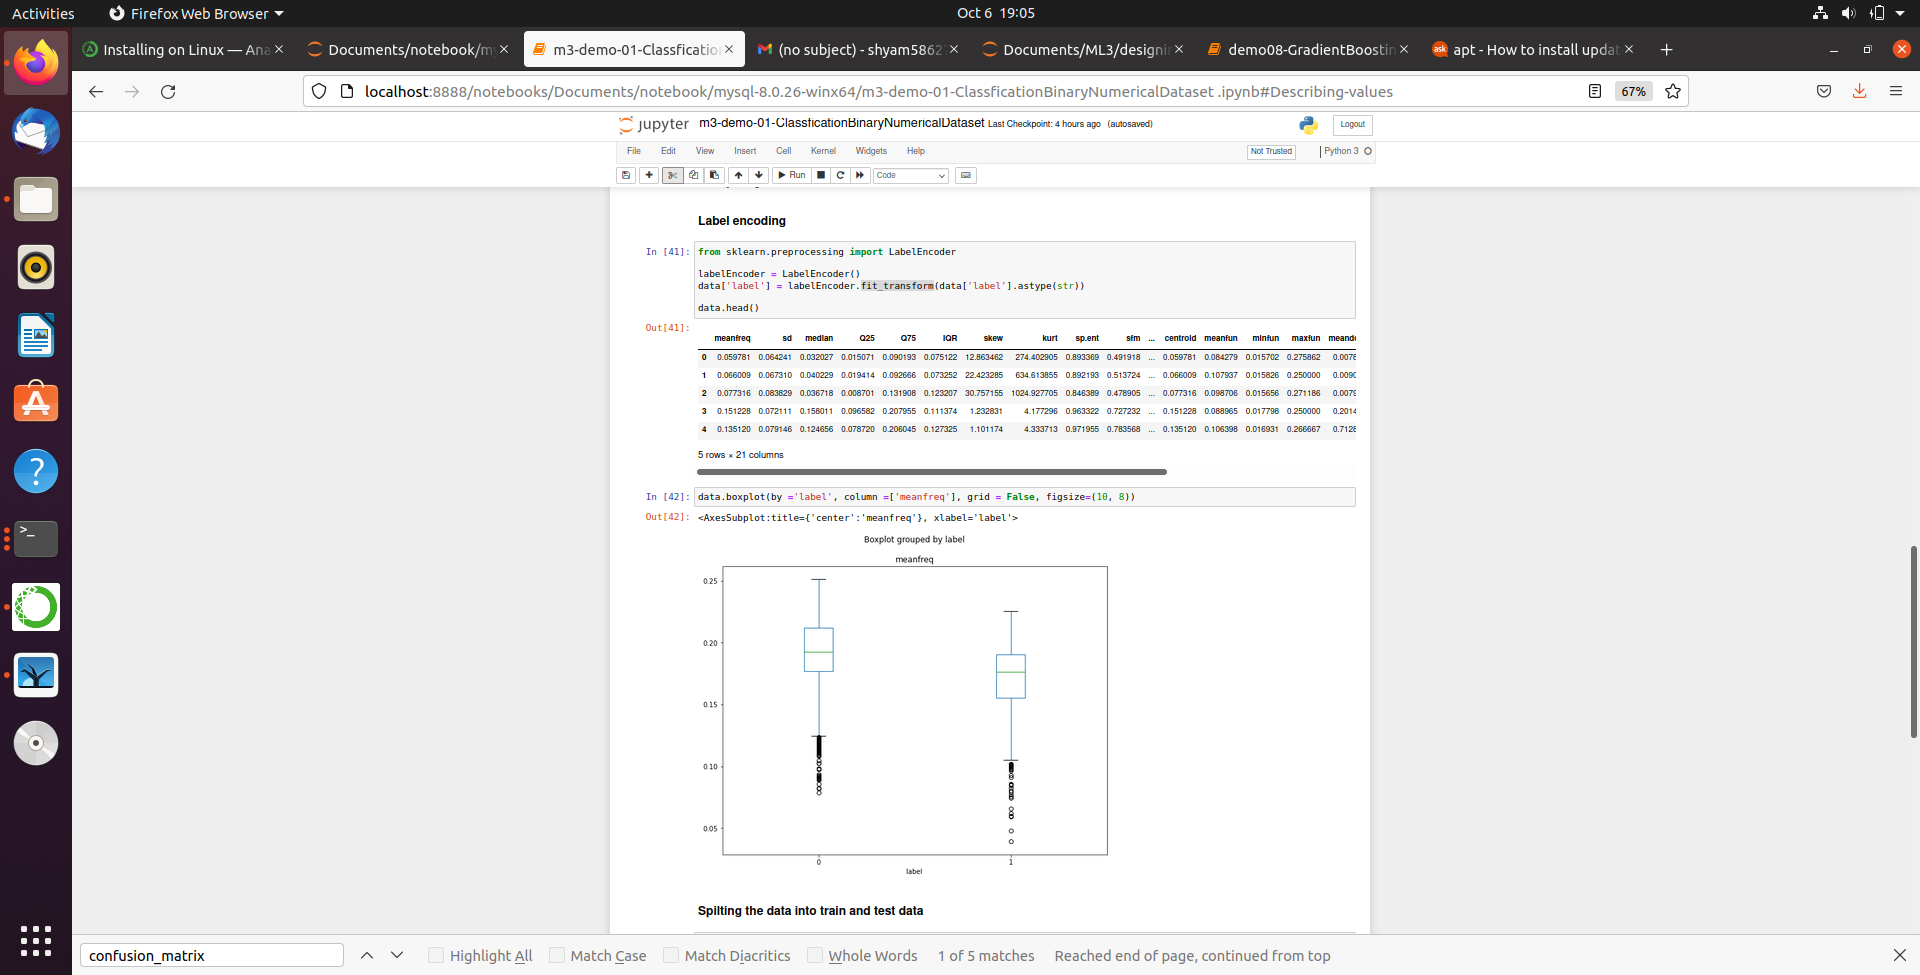 Activities
Firefox Web Browser
Oct 6 19:05
Installing on Linux — Ana
Documents/notebook/my
m3-demo-01-Classficatio
(no subject) - shyam5862
Documents/ML3/designin
demo08-GradientBoostin
ask
apt - How to install updat
localhost:8888/notebooks/Documents/notebook/mysql-8.0.26-winx64/m3-demo-01-ClassficationBinaryNumericalDataset .ipynb#Describing-values
67%
jupyter m3-demo-01-ClassficationBinaryNumericalDataset Last Checkpoint: 4 hours ago (autosaved)
Logout
File Edit View Insert Cell Kernel Widgets Help
Not Trusted
Python 3
Run
Code
Label encoding
In [41]: from sklearn.preprocessing import LabelEncoder
labelEncoder = LabelEncoder()
data['label'] = labelEncoder.fit_transform(data['label'].astype(str))
data.head()
Out[41]:
meanfreq sd median Q25 Q75 IQR skew kurt sp.ent sfm ... centroid meanfun minfun maxfun meando
0 0.059781 0.064241 0.032027 0.015071 0.090193 0.075122 12.863462 274.402905 0.893369 0.491918 ... 0.059781 0.084279 0.015702 0.275862 0.0078
1 0.066009 0.067310 0.040229 0.019414 0.092666 0.073252 22.423285 634.613855 0.892193 0.513724 ... 0.066009 0.107937 0.015826 0.250000 0.0090
2 0.077316 0.083829 0.036718 0.008701 0.131908 0.123207 30.757155 1024.927705 0.846389 0.478905 ... 0.077316 0.098706 0.015656 0.271186 0.0079
3 0.151228 0.072111 0.158011 0.096582 0.207955 0.111374 1.232831 4.177296 0.963322 0.727232 ... 0.151228 0.088965 0.017798 0.250000 0.2014
4 0.135120 0.079146 0.124656 0.078720 0.206045 0.127325 1.101174 4.333713 0.971955 0.783568 ... 0.135120 0.106398 0.016931 0.266667 0.7128
5 rows × 21 columns
In [42]: data.boxplot(by ='label', column =['meanfreq'], grid = False, figsize=(10, 8))
Out[42]: <AxesSubplot:title={'center':'meanfreq'}, xlabel='label'>
Boxplot grouped by label
meanfreq
0.25
0.20
0.15
0.10
0.05
0 1
label
Spilting the data into train and test data
confusion_matrix
Highlight All
Match Case
Match Diacritics
Whole Words
1 of 5 matches
Reached end of page, continued from top